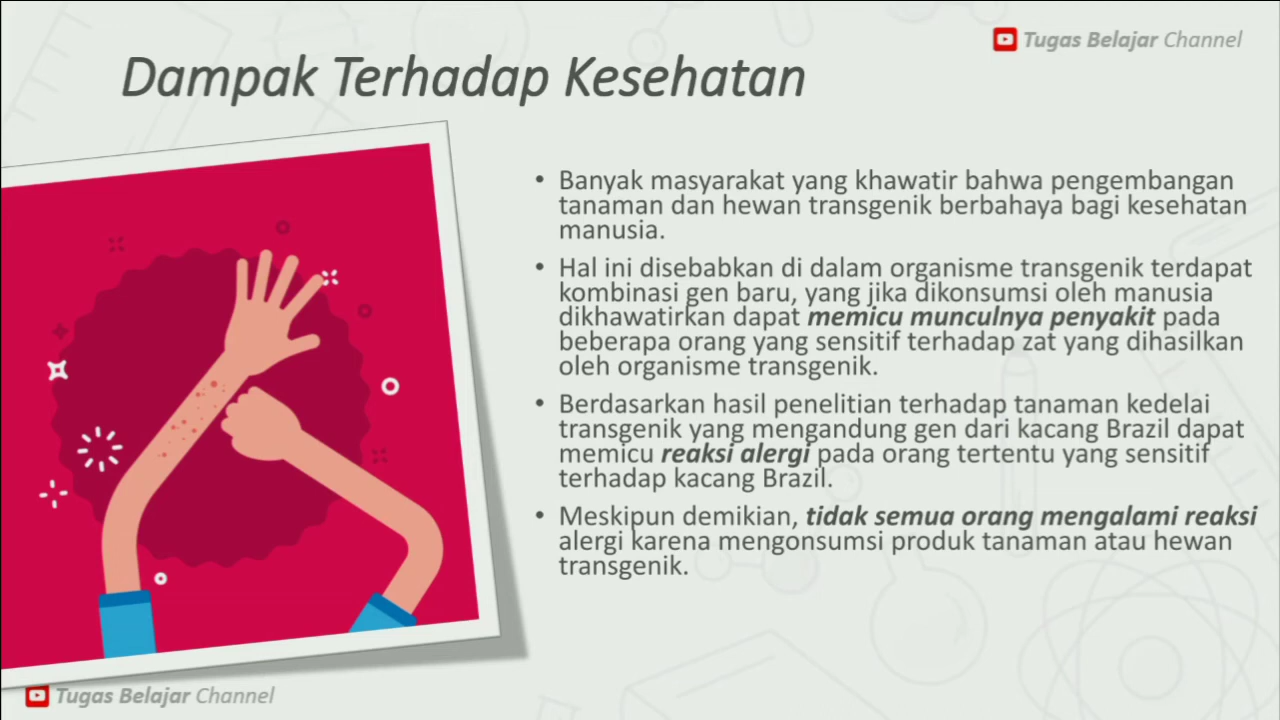 Tugas Belajar Channel
Dampak Terhadap Kesehatan
• Banyak masyarakat yang khawatir bahwa pengembangan
tanaman dan hewan transgenik berbahaya bagi kesehatan
manusia.
• Hal ini disebabkan di dalam organisme transgenik terdapat
kombinasi gen baru, yang jika dikonsumsi oleh manusia
dikhawatirkan dapat memicu munculnya penyakit pada
beberapa orang yang sensitif terhadap zat yang dihasilkan
oleh organisme transgenik.
• Berdasarkan hasil penelitian terhadap tanaman kedelai
transgenik yang mengandung gen dari kacang Brazil dapat
memicu reaksi alergi pada orang tertentu yang sensitif
terhadap kacang Brazil.
• Meskipun demikian, tidak semua orang mengalami reaksi
alergi karena mengonsumsi produk tanaman atau hewan
transgenik.
Tugas Belajar Channel